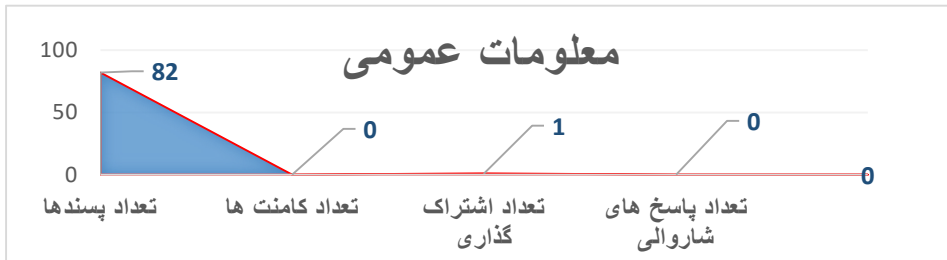 معلومات عمومی
100
50
0
82
0
1
0
0
تعداد پسندها
تعداد کامنت ها
تعداد اشتراک
گذاری
تعداد پاسخ های
شاروالی